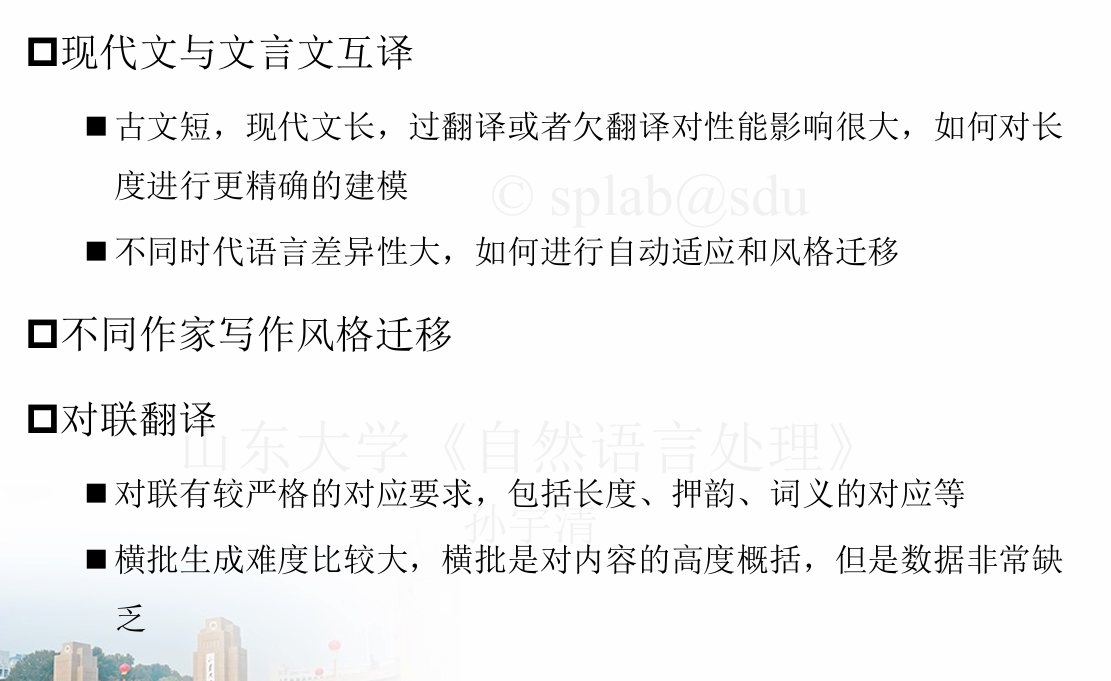 现代文与文言文互译
古文短，现代文长，过翻译或者欠翻译对性能影响很大，如何对长
度进行更精确的建模
© splab@sdu
不同时代语言差异性大，如何进行自动适应和风格迁移
不同作家写作风格迁移
对联翻译
山东大学《自然语言处理》
对联有较严格的对应要求，包括长度、押韵、词义的对应等
孙宇清
横批生成难度比较大，横批是对内容的高度概括，但是数据非常缺
乏